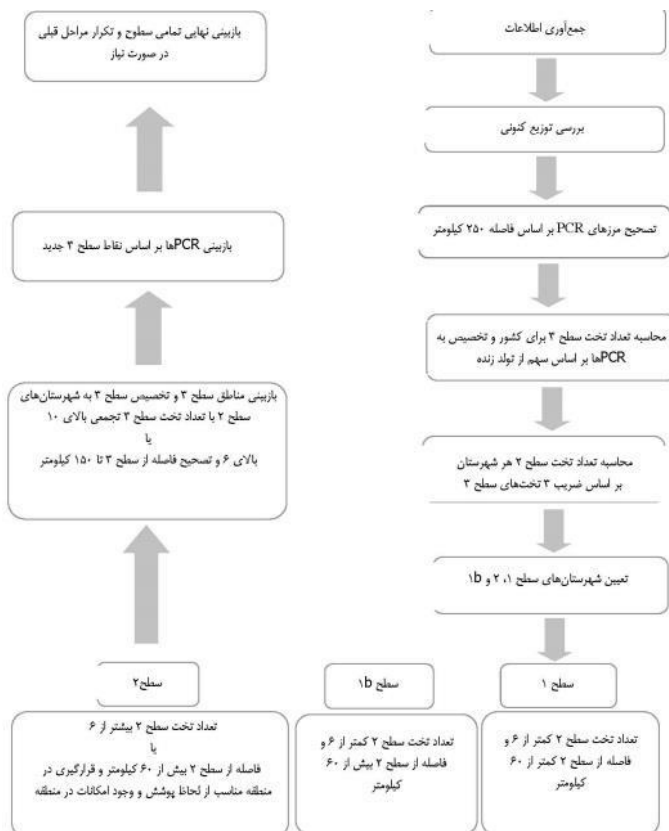 جمع‌آوری اطلاعات
بررسی توزیع کنونی
تصحیح مرزهای PCR بر اساس فاصله ۲۵۰ کیلومتر
محاسبه تعداد تخت سطح ۳ برای کشور و تخصیص به
PCRها بر اساس سهم از تولد زنده
محاسبه تعداد تخت سطح ۲ هر شهرستان
بر اساس ضریب ۳ تخت‌های سطح ۳
تعیین شهرستان‌های سطح ۱، ۲ و ۱b
سطح ۱
تعداد تخت سطح ۲ کمتر از ۶ و
فاصله از سطح ۲ کمتر از ۶۰
کیلومتر
سطح ۱b
تعداد تخت سطح ۲ کمتر از ۶ و
فاصله از سطح ۲ بیش از ۶۰
کیلومتر
سطح۲
تعداد تخت سطح ۲ بیشتر از ۶
یا
فاصله از سطح ۲ بیش از ۶۰ کیلومتر و قرارگیری در
منطقه مناسب از لحاظ پوشش و وجود امکانات در منطقه
بازبینی مناطق سطح ۳ و تخصیص سطح ۳ به شهرستان‌های
سطح ۲ با تعداد تخت سطح ۳ تجمعی بالای ۱۰
یا
بالای ۶ و تصحیح فاصله از سطح ۳ تا ۱۵۰ کیلومتر
بازبینی PCRها بر اساس نقاط سطح ۳ جدید
بازبینی نهایی تمامی سطوح و تکرار مراحل قبلی
در صورت نیاز